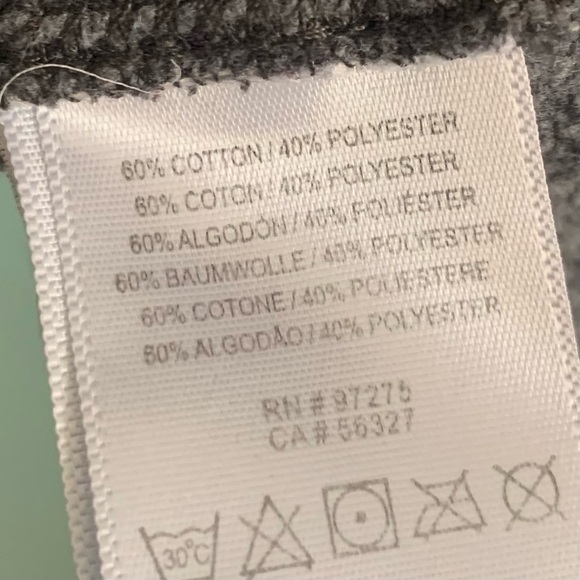 60% COTTON / 40% POLYESTER
60% COTON / 40% POLYESTER
60% ALGODÓN / 40% POLIÉSTER
60% BAUMWOLLE / 40% POLYESTER
60% COTONE / 40% POLIESTERE
60% ALGODÃO / 40% POLYESTER
RN # 97275
CA # 56327
30°C